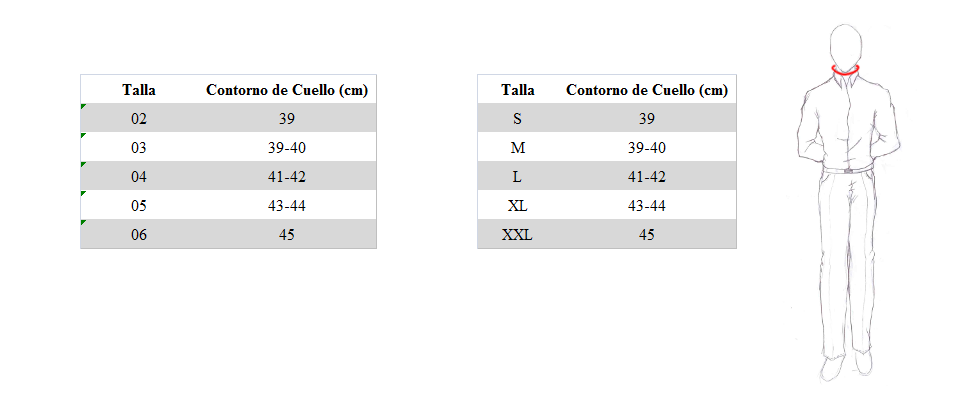 Talla Contorno de Cuello (cm)
02 39
03 39-40
04 41-42
05 43-44
06 45
Talla Contorno de Cuello (cm)
S 39
M 39-40
L 41-42
XL 43-44
XXL 45